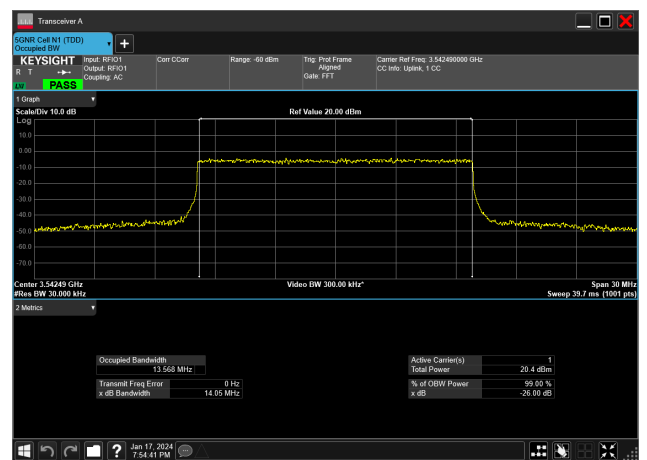 Transceiver A
5GNR Cell N1 (TDD)
Occupied BW
KEYSIGHT
R T
LV
PASS
Input: RFIO1
Output: RFIO1
Coupling: AC
Corr CCorr
Range: -60 dBm
Trig: Prot Frame
Aligned
Gate: FFT
Carrier Ref Freq: 3.542490000 GHz
CC Info: Uplink, 1 CC
1 Graph
Scale/Div 10.0 dB
Ref Value 20.00 dBm
Log
10.0
0.00
-10.0
-20.0
-30.0
-40.0
-50.0
-60.0
-70.0
Center 3.54249 GHz
Video BW 300.00 kHz*
Span 30 MHz
#Res BW 30.000 kHz
Sweep 39.7 ms (1001 pts)
2 Metrics
Occupied Bandwidth
13.568 MHz
Active Carrier(s) 1
Total Power 20.4 dBm
Transmit Freq Error 0 Hz
x dB Bandwidth 14.05 MHz
% of OBW Power 99.00 %
x dB -26.00 dB
?
Jan 17, 2024
7:54:41 PM